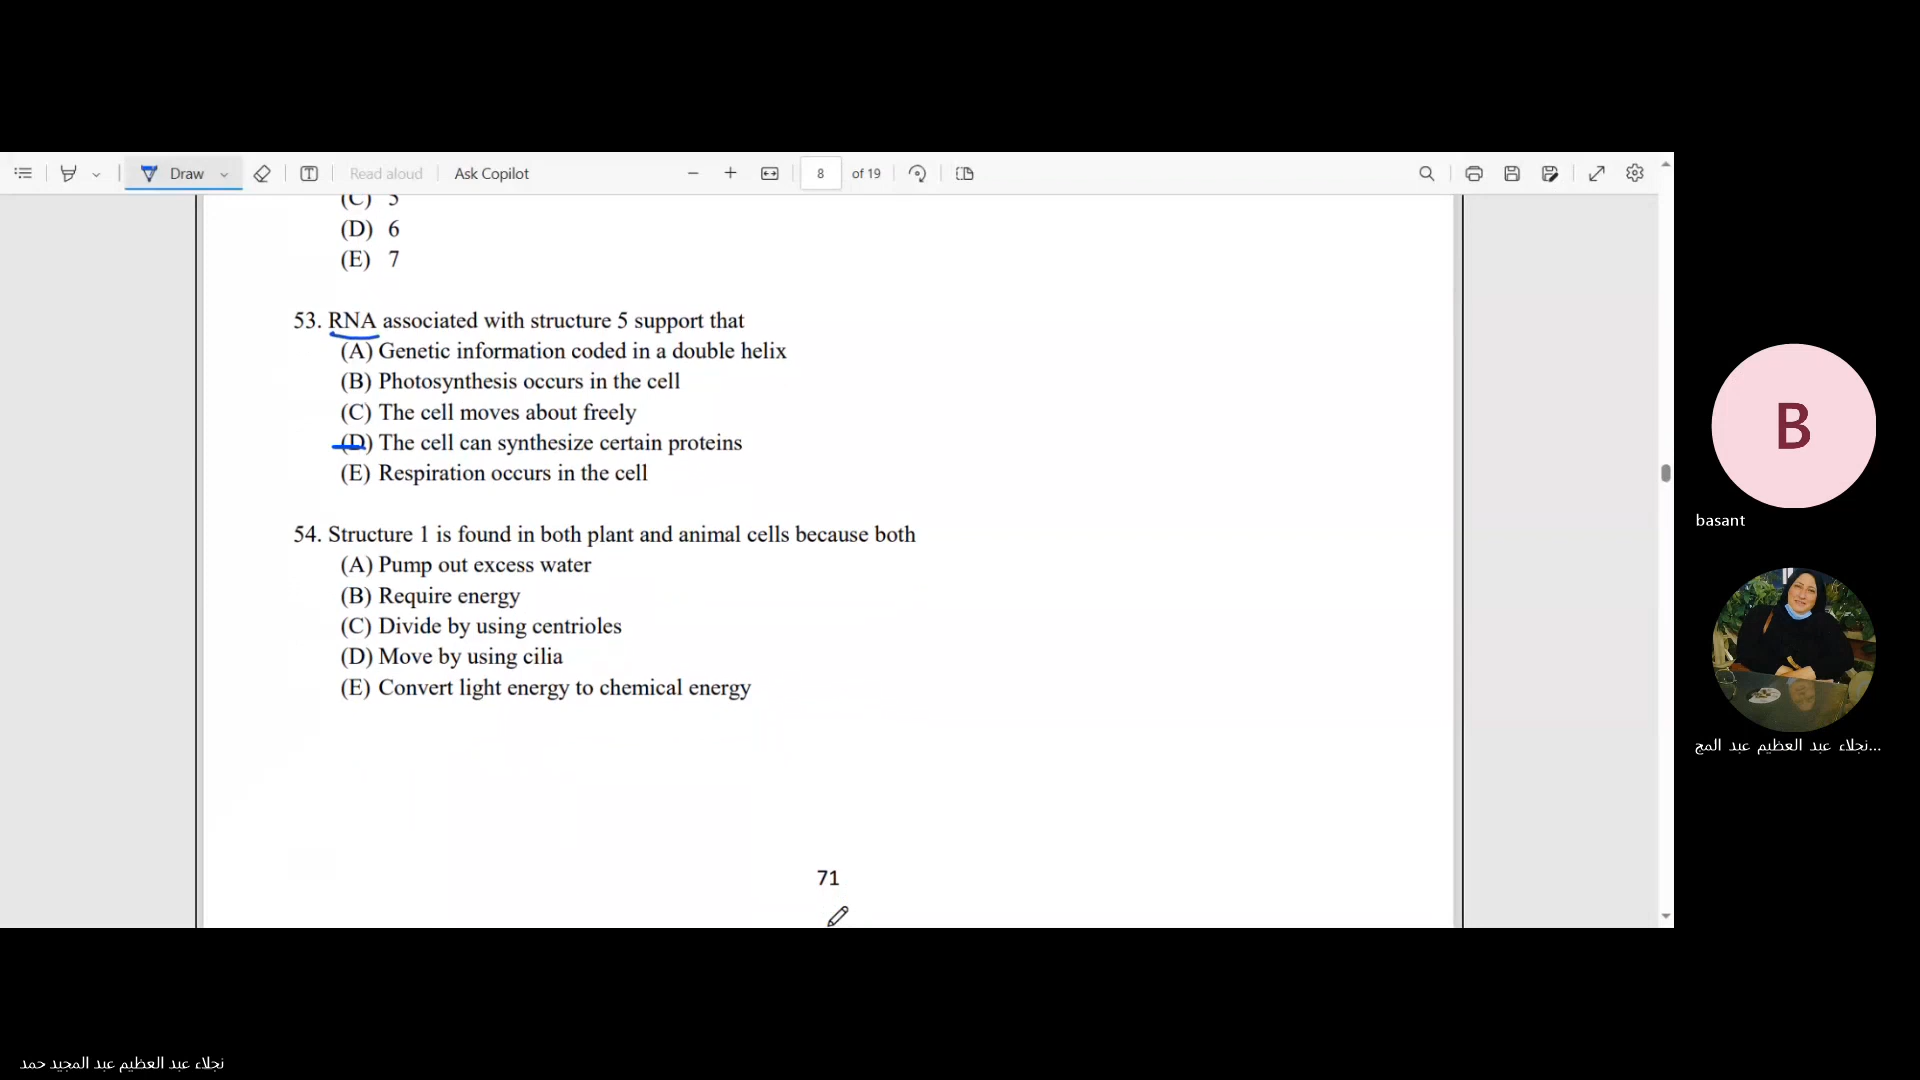 Draw
Read aloud
Ask Copilot
8
of 19
(C) 5
(D) 6
(E) 7
53. RNA associated with structure 5 support that
(A) Genetic information coded in a double helix
(B) Photosynthesis occurs in the cell
(C) The cell moves about freely
(D) The cell can synthesize certain proteins
(E) Respiration occurs in the cell
54. Structure 1 is found in both plant and animal cells because both
(A) Pump out excess water
(B) Require energy
(C) Divide by using centrioles
(D) Move by using cilia
(E) Convert light energy to chemical energy
71
B
basant
نجلاء عبد العظيم عبد المج...
نجلاء عبد العظيم عبد المجيد حمد